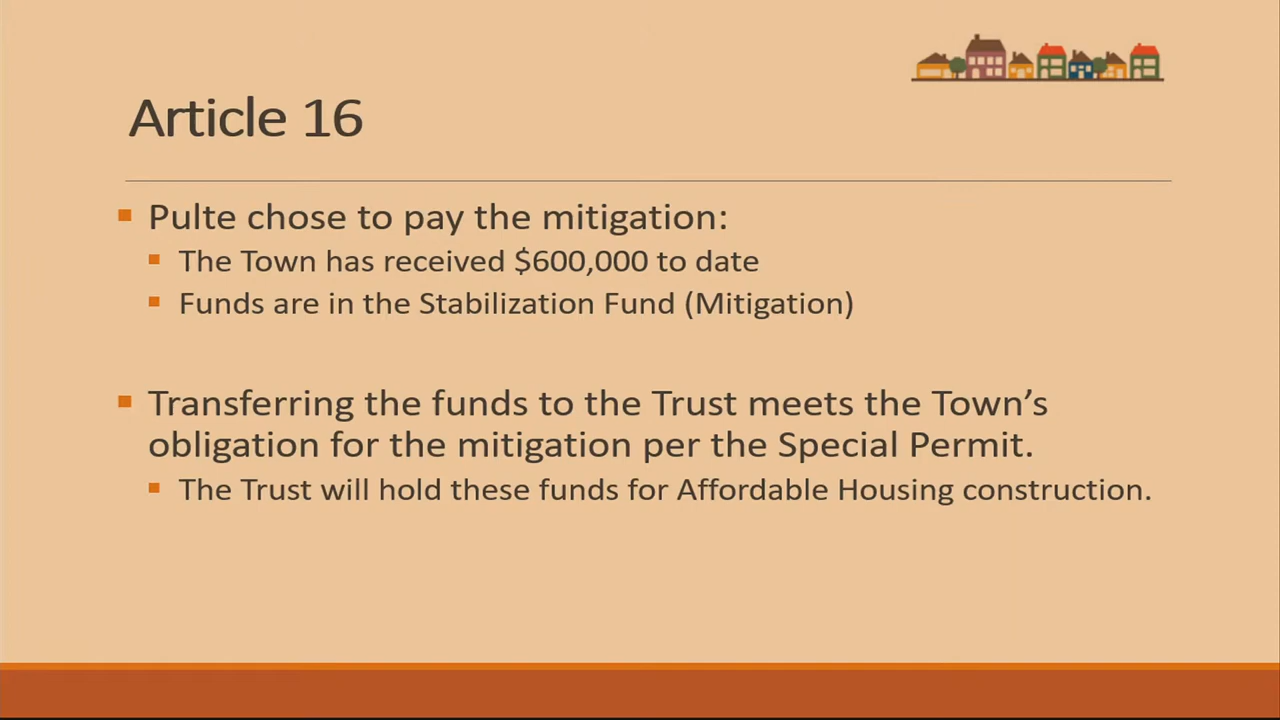 Article 16
Pulte chose to pay the mitigation:
The Town has received $600,000 to date
Funds are in the Stabilization Fund (Mitigation)
Transferring the funds to the Trust meets the Town’s
obligation for the mitigation per the Special Permit.
The Trust will hold these funds for Affordable Housing construction.